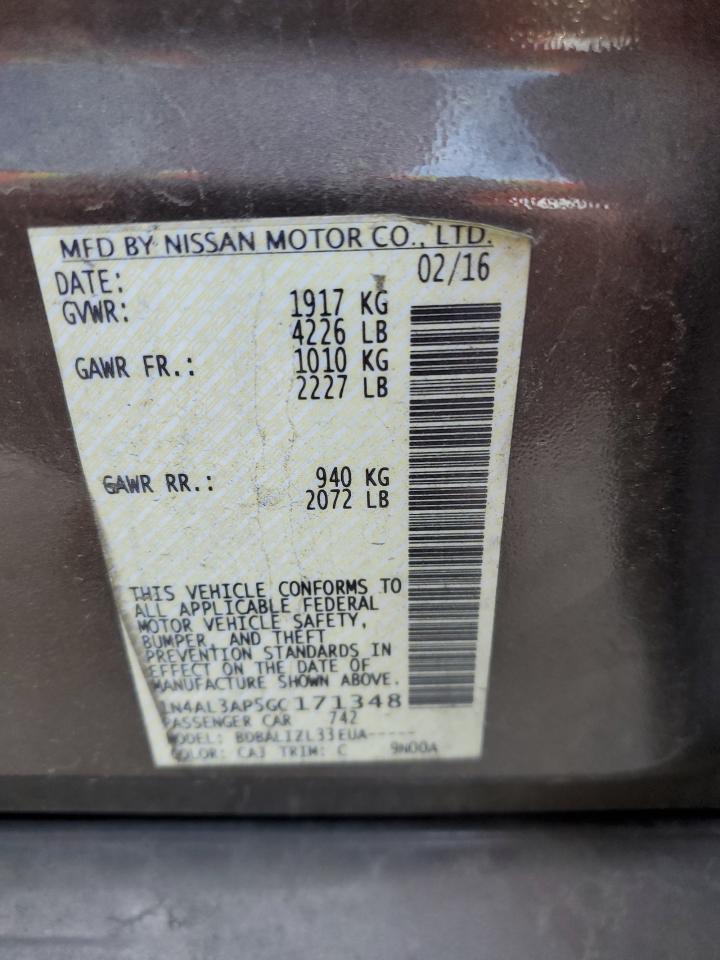 MFD BY NISSAN MOTOR CO., LTD.
DATE: 02/16
GVWR: 1917 KG
4226 LB
GAWR FR.: 1010 KG
2227 LB
GAWR RR.: 940 KG
2072 LB
THIS VEHICLE CONFORMS TO
ALL APPLICABLE FEDERAL
MOTOR VEHICLE SAFETY,
BUMPER, AND THEFT
PREVENTION STANDARDS IN
EFFECT ON THE DATE OF
MANUFACTURE SHOWN ABOVE.
1N4AL3AP5GC171348
PASSENGER CAR 742
MODEL: BDBALIZL33EUA-----
COLOR: CAJ TRIM: C 9N00A